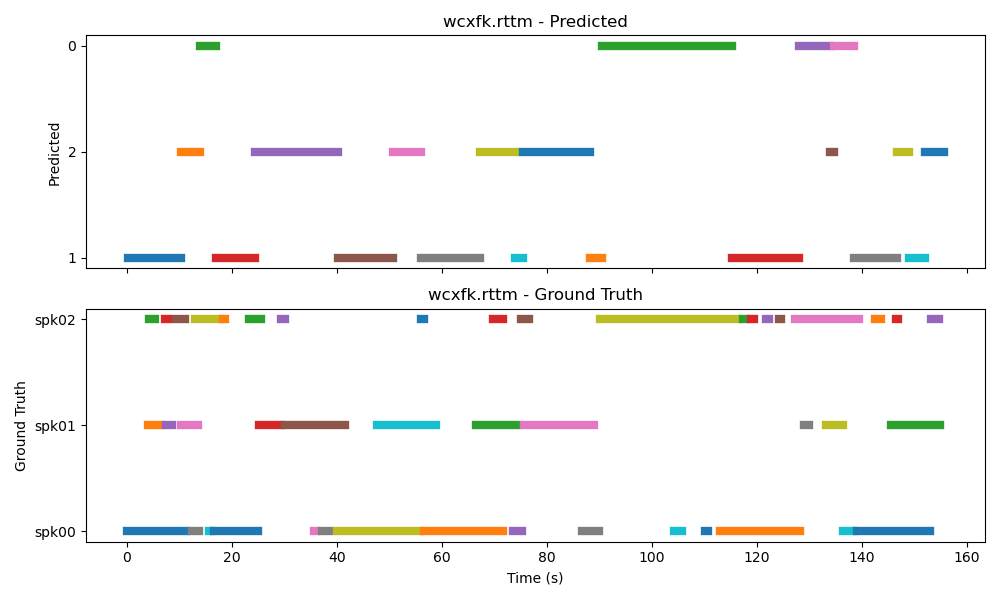 wcxfk.rttm - Predicted
0
2
1
Predicted
wcxfk.rttm - Ground Truth
spk02
spk01
spk00
Ground Truth
0 20 40 60 80 100 120 140 160
Time (s)